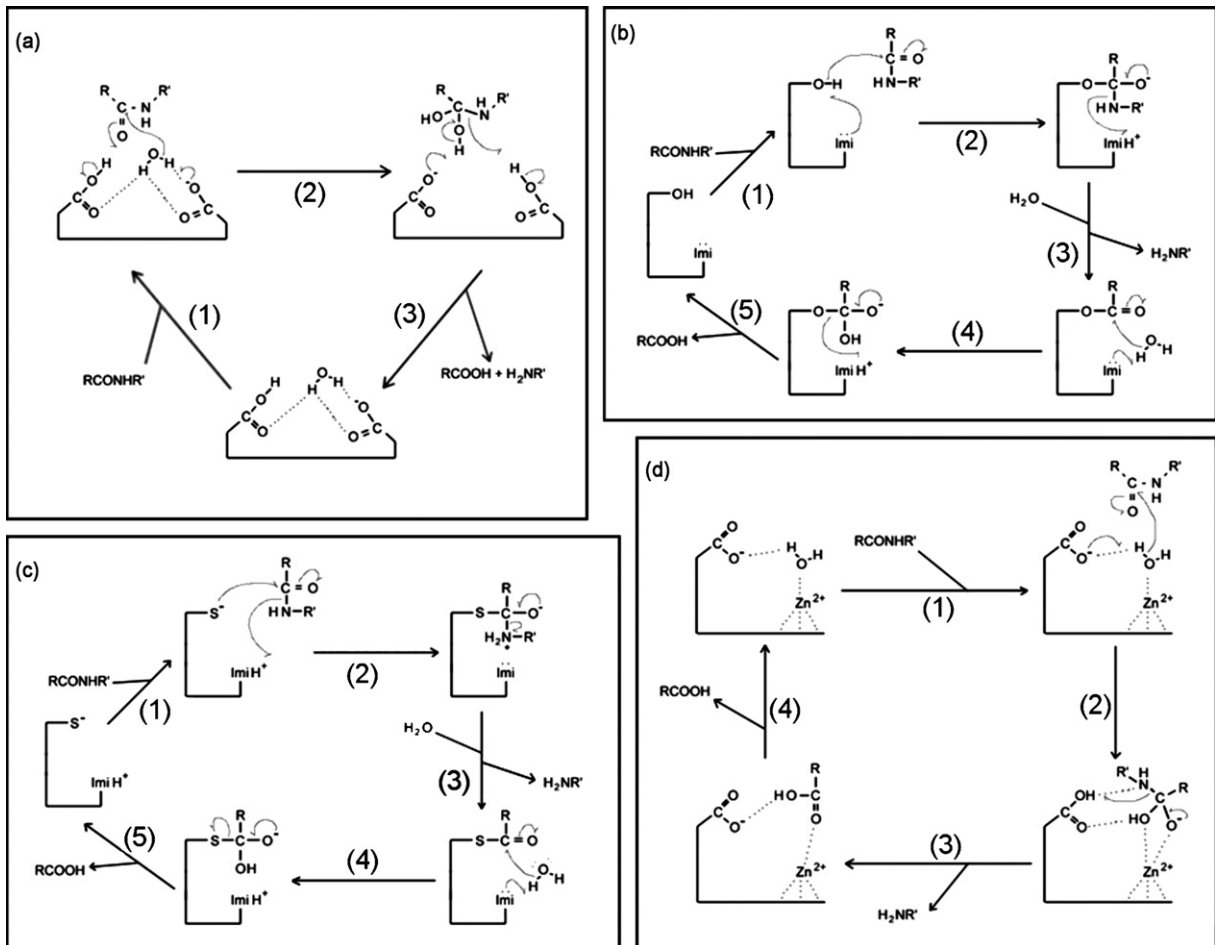 (a)
R
C
N
R'
H
O
H
O
C
O
H
O
H
O⁻
C
O
(2)
HO
R
C
H
N
R'
O
H
O⁻
C
O
H
O
C
O
(1)
RCONHR'
(3)
RCOOH + H₂NR'
H
O
C
O
H
O
H
O⁻
C
O
(b)
O-H
R
C=O
HN-R'
Imi
(2)
R
O-C-O⁻
HN-R'
Imi H⁺
RCONHR'
(1)
OH
Imi
H₂O
(3)
H₂NR'
(5)
RCOOH
R
O-C-O⁻
OH
Imi H⁺
(4)
R
O-C=O
H O H
Imi
(c)
S⁻
R
C=O
HN-R'
Imi H⁺
(2)
R
S-C-O⁻
H₂N-R'
+
Imi
RCONHR'
(1)
S⁻
Imi H⁺
H₂O
(3)
H₂NR'
(5)
RCOOH
R
S-C-O⁻
OH
Imi H⁺
(4)
R
S-C=O
H O H
Imi
(d)
O
C
O⁻
H
O
H
Zn²⁺
RCONHR'
(1)
R
C
N
R'
H
O
O
C
O⁻
H
O
H
Zn²⁺
RCOOH
(4)
(2)
O
C
O⁻
R
HO
C
O
Zn²⁺
(3)
H₂NR'
R'
H
N
OH
C
O
HO
C
R
O⁻
Zn²⁺